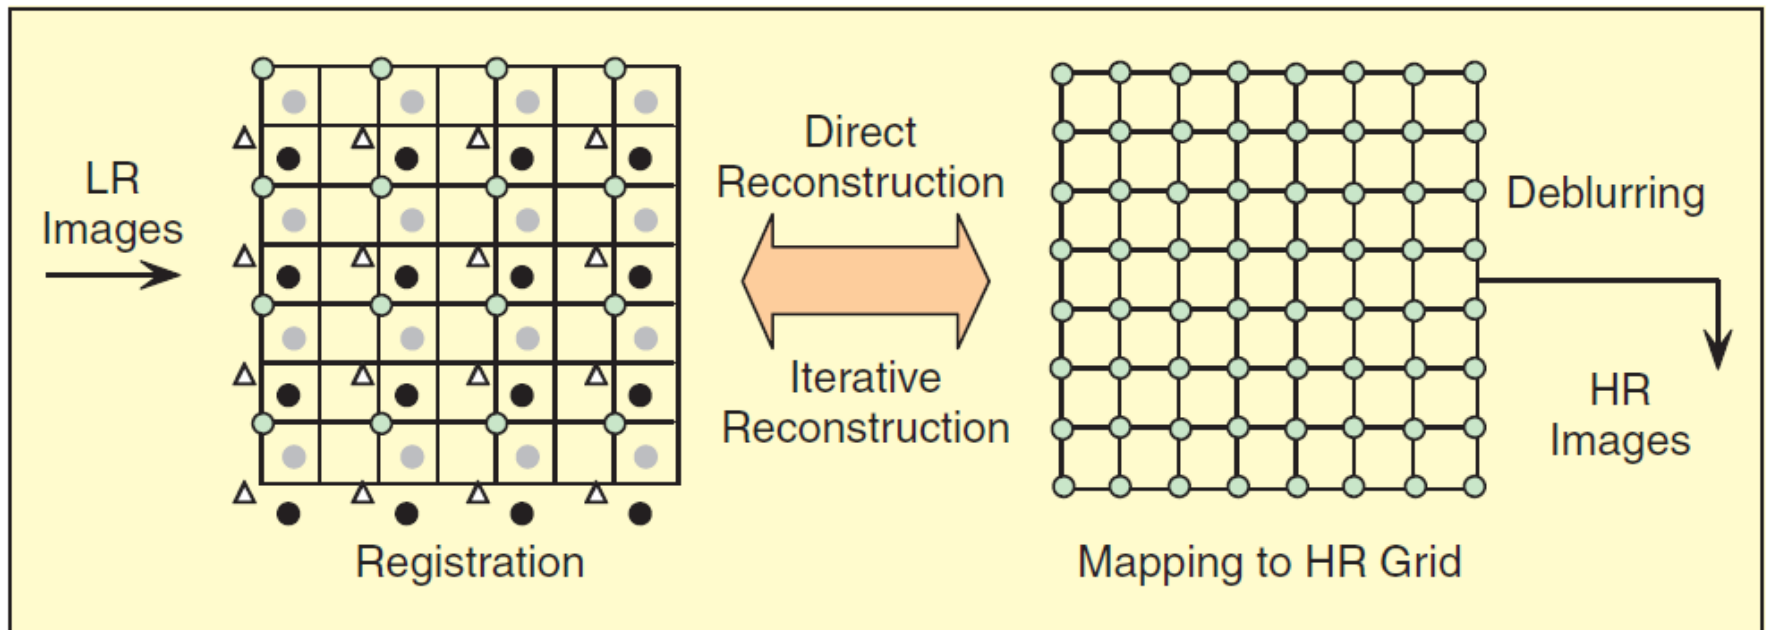 LR
Images
Registration
Direct
Reconstruction
Iterative
Reconstruction
Mapping to HR Grid
Deblurring
HR
Images